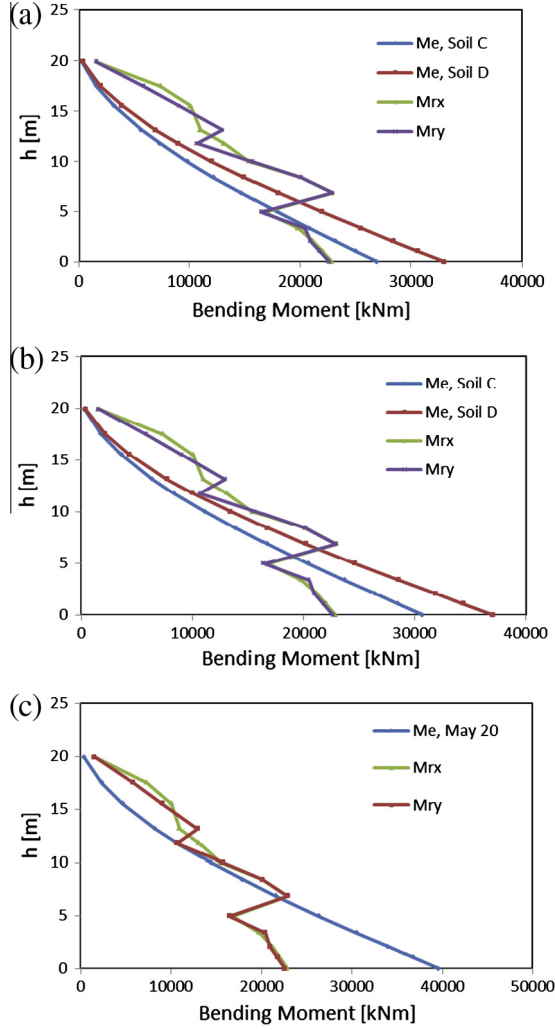 (a)
25
20
15
10
5
0
h [m]
Me, Soil C
Me, Soil D
Mrx
Mry
0 10000 20000 30000 40000
Bending Moment [kNm]
(b)
25
20
15
10
5
0
h [m]
Me, Soil C
Me, Soil D
Mrx
Mry
0 10000 20000 30000 40000
Bending Moment [kNm]
(c)
25
20
15
10
5
0
h [m]
Me, May 20
Mrx
Mry
0 10000 20000 30000 40000 50000
Bending Moment [kNm]